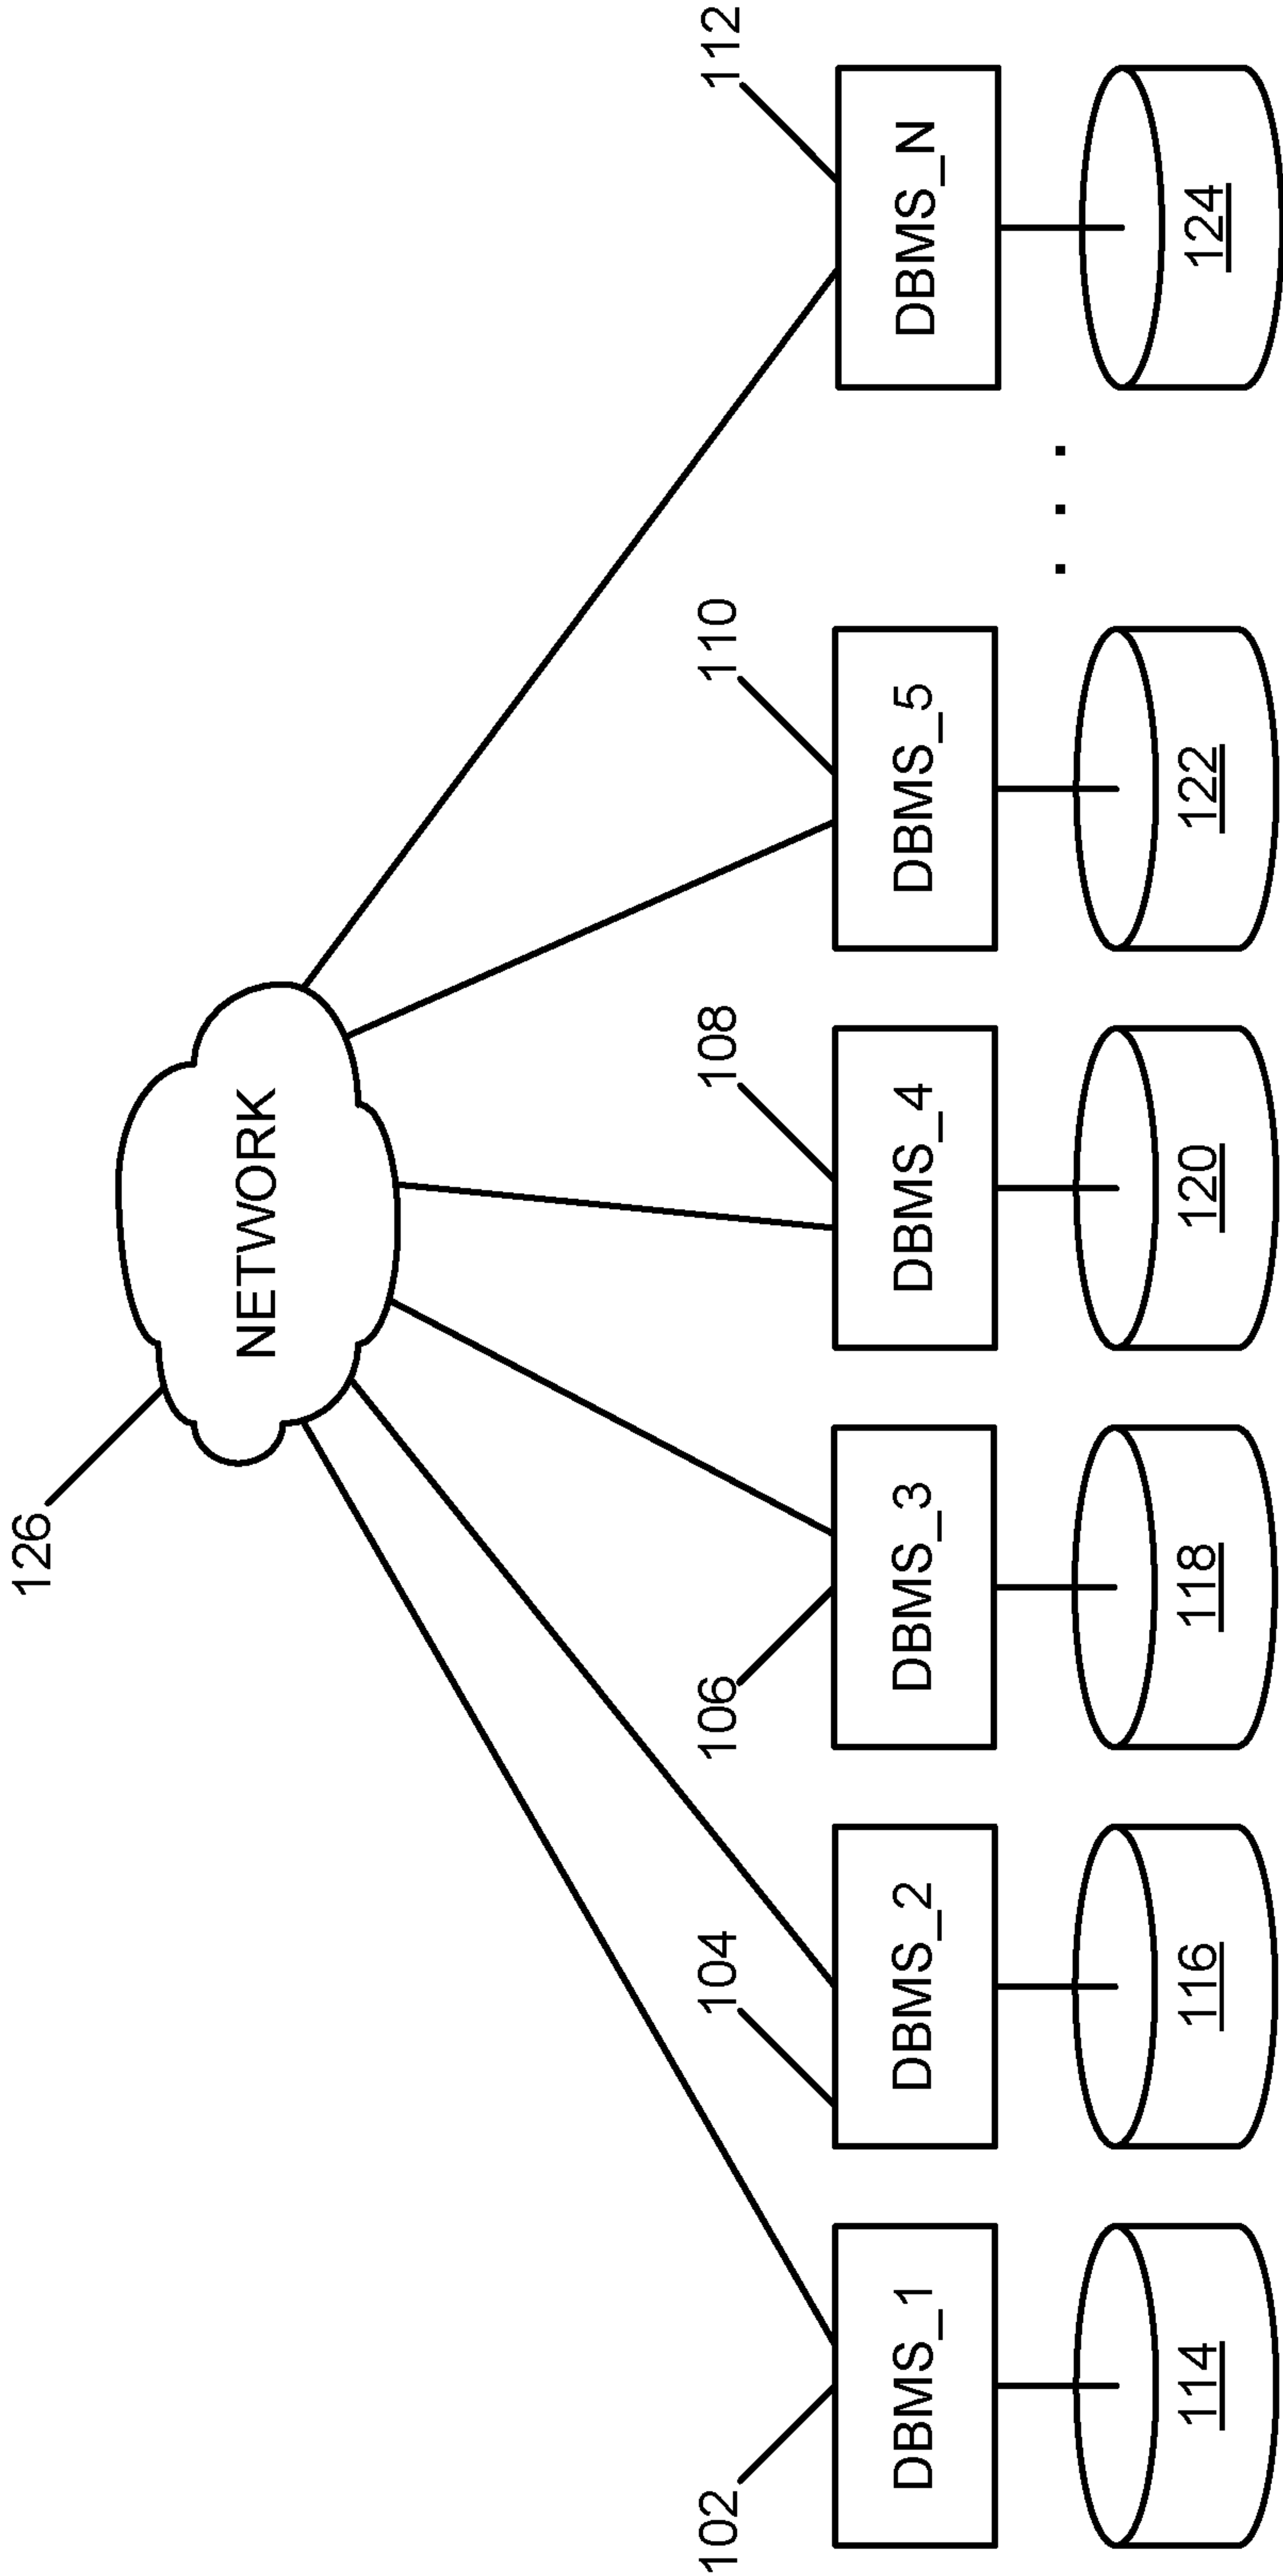 126
NETWORK
102
104
106
108
110
112
DBMS_1
DBMS_2
DBMS_3
DBMS_4
DBMS_5
DBMS_N
. . .
114
116
118
120
122
124